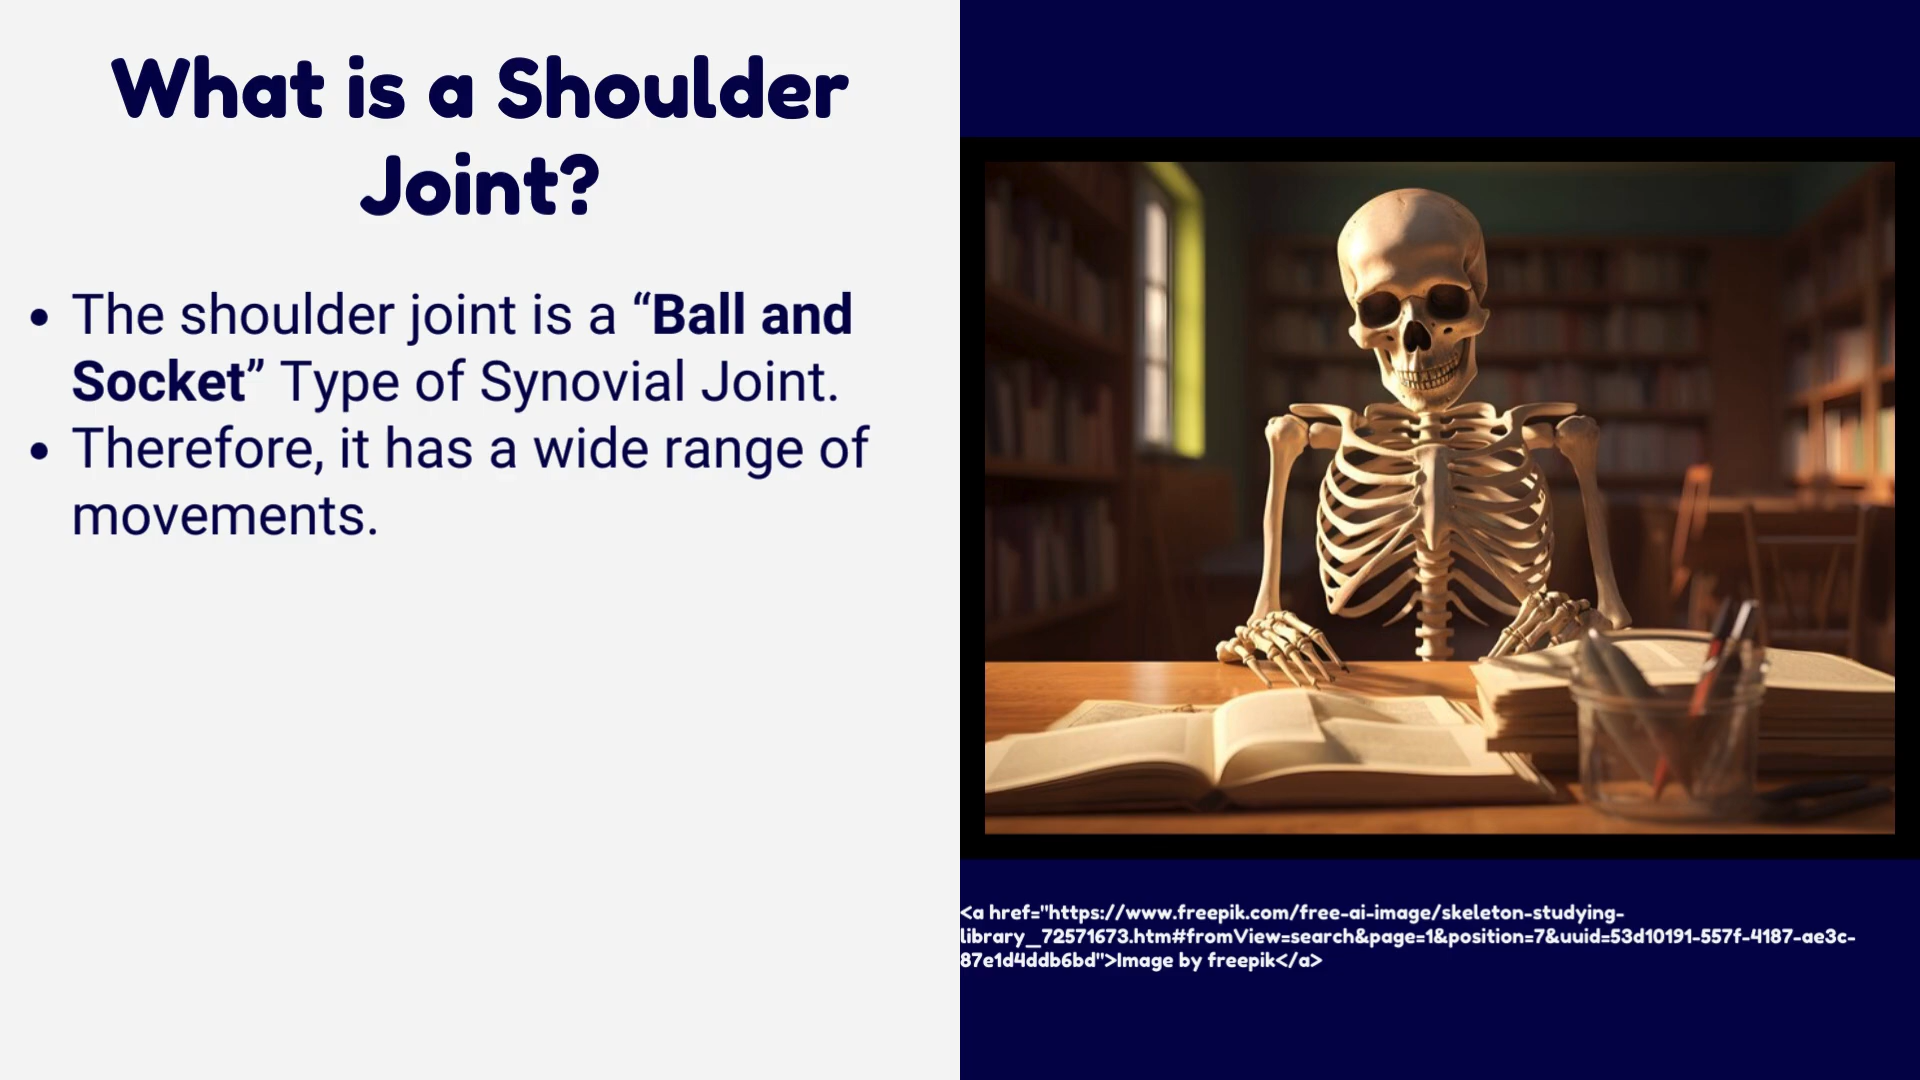 What is a Shoulder
Joint?
• The shoulder joint is a “Ball and
Socket” Type of Synovial Joint.
• Therefore, it has a wide range of
movements.
<a href="https://www.freepik.com/free-ai-image/skeleton-studying-
library_72571673.htm#fromView=search&page=1&position=7&uuid=53d10191-557f-4187-ae3c-
87e1d4ddb6bd">Image by freepik</a>